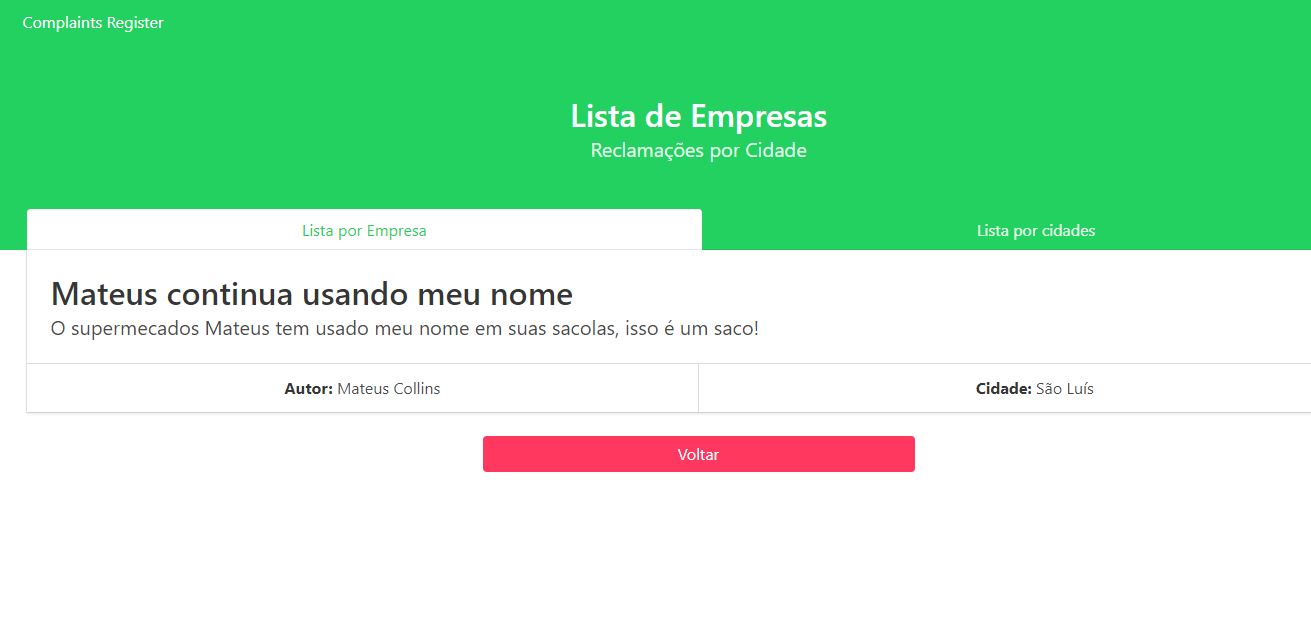 Complaints Register
Lista de Empresas
Reclamações por Cidade
Lista por Empresa
Lista por cidades
Mateus continua usando meu nome
O supermecados Mateus tem usado meu nome em suas sacolas, isso é um saco!
Autor: Mateus Collins
Cidade: São Luís
Voltar